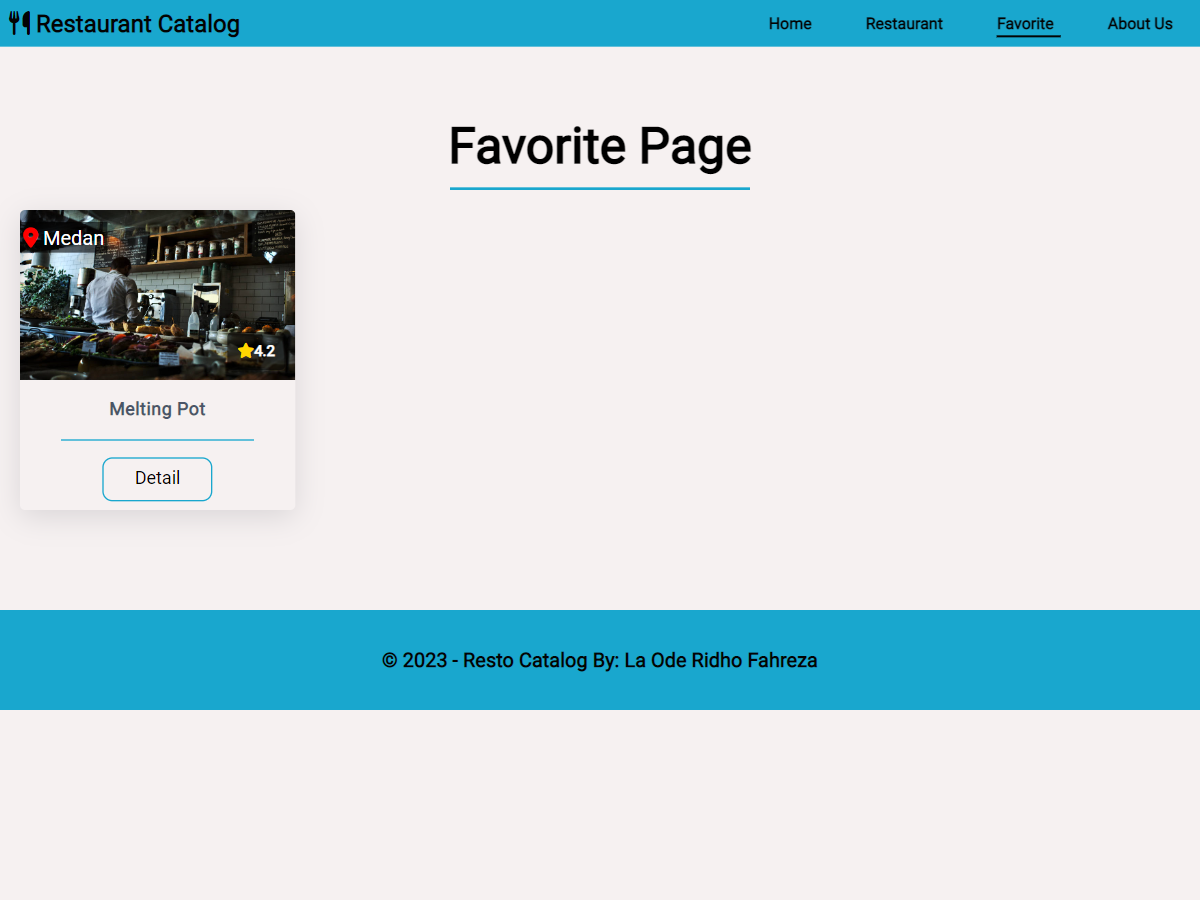 Restaurant Catalog
Home
Restaurant
Favorite
About Us
Favorite Page
Medan
4.2
Melting Pot
Detail
© 2023 - Resto Catalog By: La Ode Ridho Fahreza